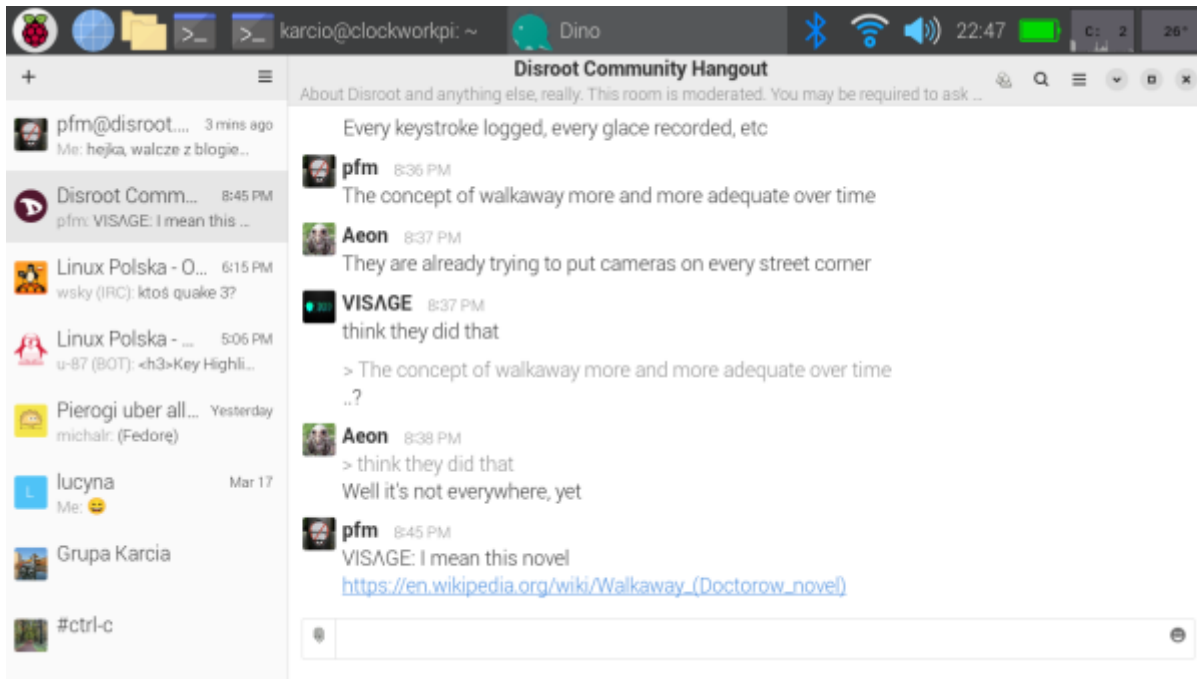 >_ >_ karcio@clockworkpi: ~ Dino 22:47 C: 2 26°
+
Disroot Community Hangout
About Disroot and anything else, really. This room is moderated. You may be required to ask ..
pfm@disroot.... 3 mins ago
Me: hejka, walcze z blogie...
Disroot Comm... 8:45 PM
pfm: VISΛGE: I mean this ...
Linux Polska - O... 6:15 PM
wsky (IRC): ktoś quake 3?
Linux Polska - ... 5:06 PM
u-87 (BOT): <h3>Key Highli...
Pierogi uber all... Yesterday
michalr: (Fedorę)
L
lucyna Mar 17
Me: 😄
Grupa Karcia
#ctrl-c
Every keystroke logged, every glace recorded, etc
pfm 8:36 PM
The concept of walkaway more and more adequate over time
Aeon 8:37 PM
They are already trying to put cameras on every street corner
VISΛGE 8:37 PM
think they did that
> The concept of walkaway more and more adequate over time
..?
Aeon 8:38 PM
> think they did that
Well it's not everywhere, yet
pfm 8:45 PM
VISΛGE: I mean this novel
https://en.wikipedia.org/wiki/Walkaway_(Doctorow_novel)